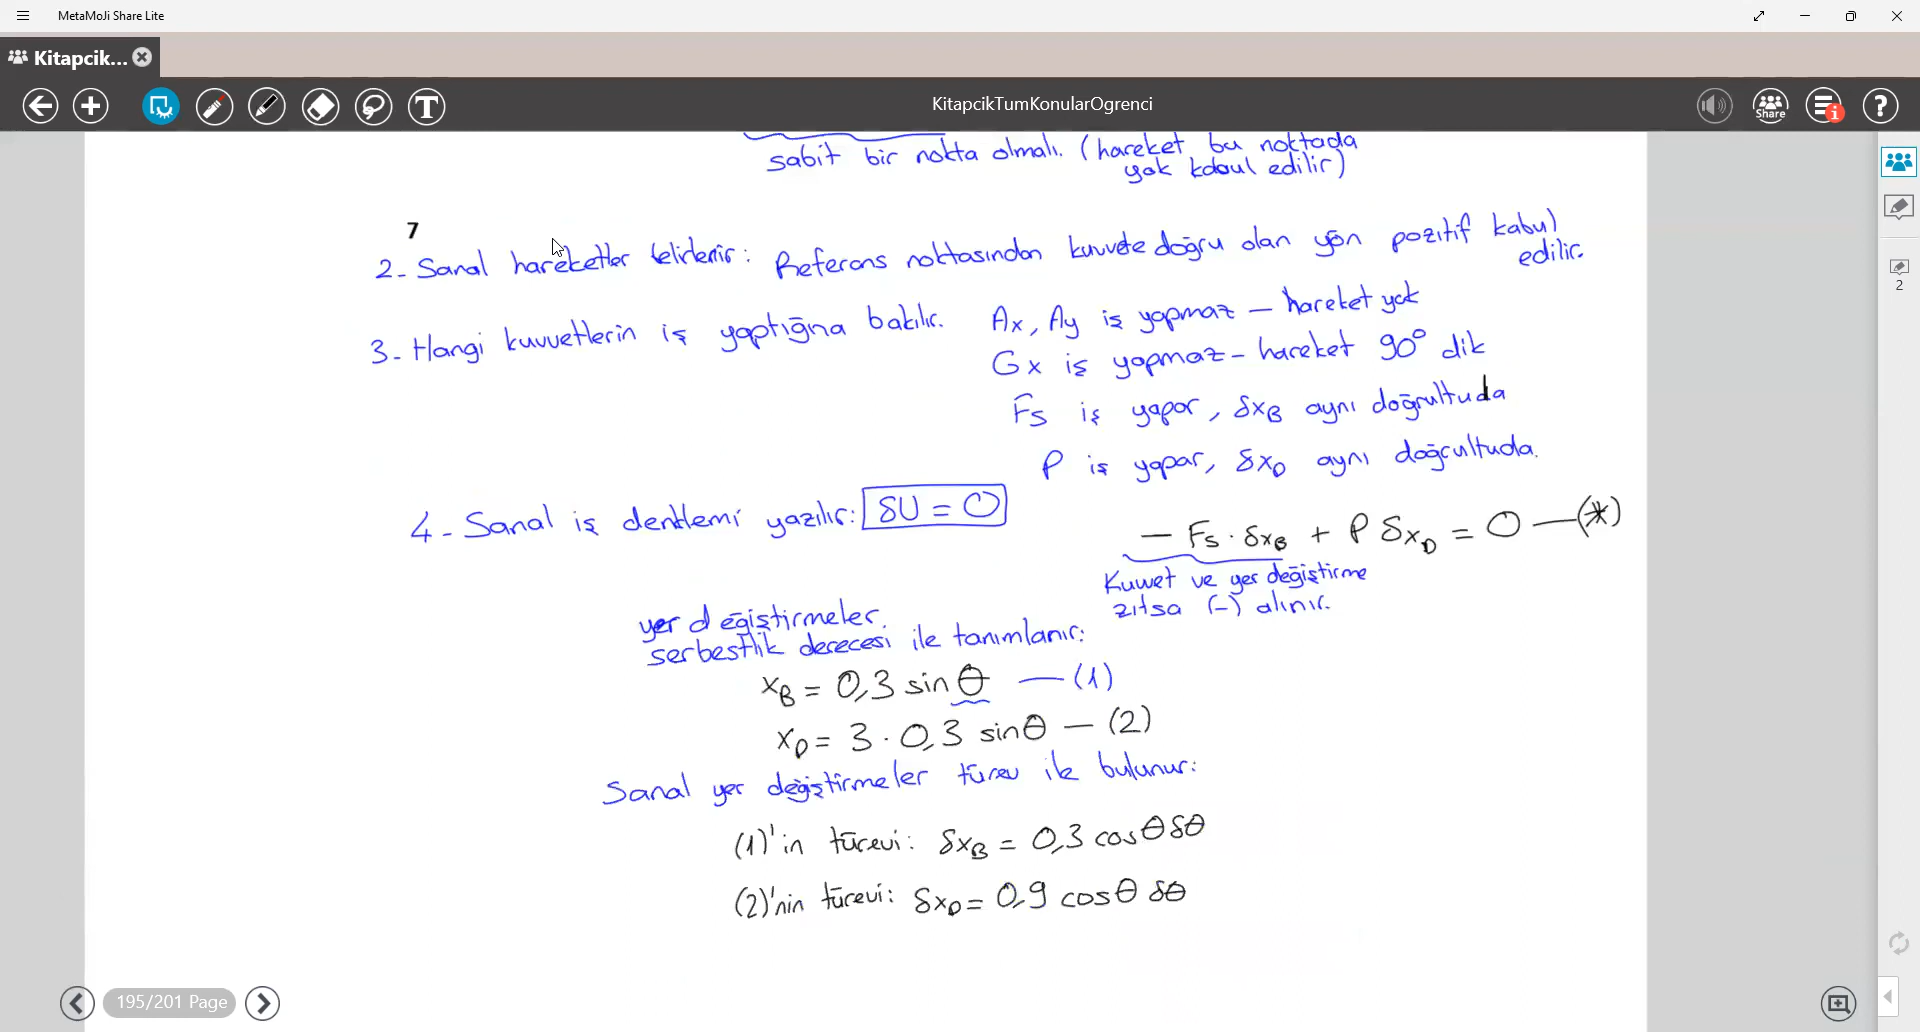 MetaMoJi Share Lite
Kitapcik...
T
KitapcikTumKonularOgrenci
Share
i
?
sabit bir nokta olmalı. (hareket bu noktada
yok kabul edilir)
7
2- Sanal hareketler belirlenir: Referans noktasından kuvvete doğru olan yön pozitif kabul
edilir.
3- Hangi kuvvetlerin iş yaptığına bakılır. Ax, Ay iş yapmaz – hareket yok
Gx iş yapmaz – hareket 90° dik
Fs iş yapar, δxB aynı doğrultuda
P iş yapar, δxD aynı doğrultuda.
4- Sanal iş denklemi yazılır: δU = 0
– Fs · δxB + P δxD = 0 — (*)
Kuvvet ve yer değiştirme
zıtsa (–) alınır.
yer değiştirmeler.
serbestlik derecesi ile tanımlanır:
xB = 0,3 sinθ — (1)
xD = 3 · 0,3 sinθ — (2)
Sanal yer değiştirmeler türev ile bulunur:
(1)'in türevi: δxB = 0,3 cosθ δθ
(2)'nin türevi: δxD = 0,9 cosθ δθ
2
195/201 Page